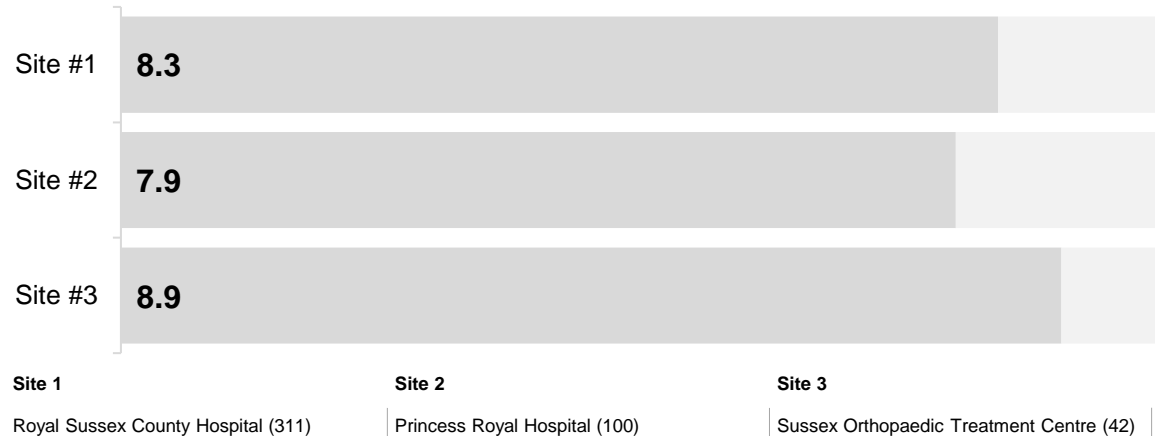 Site #1 8.3
Site #2 7.9
Site #3 8.9
Site 1 Site 2 Site 3
Royal Sussex County Hospital (311) Princess Royal Hospital (100) Sussex Orthopaedic Treatment Centre (42)